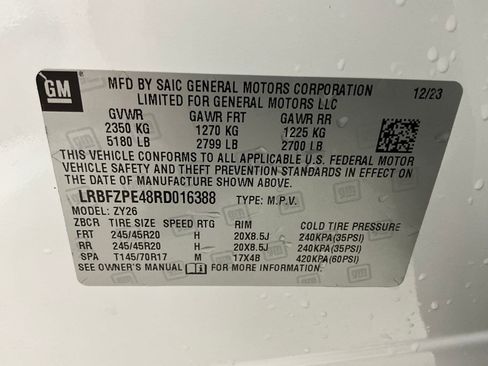 GM
MFD BY SAIC GENERAL MOTORS CORPORATION 12/23
LIMITED FOR GENERAL MOTORS LLC
GVWR GAWR FRT GAWR RR
2350 KG 1270 KG 1225 KG
5180 LB 2799 LB 2700 LB
THIS VEHICLE CONFORMS TO ALL APPLICABLE U.S. FEDERAL MOTOR
VEHICLE SAFETY AND THEFT PREVENTION STANDARDS IN EFFECT ON
THE DATE OF MANUFACTURE SHOWN ABOVE.
LRBFZPE48RD016388 TYPE: M.P.V.
MODEL: ZY26
ZBCR TIRE SIZE SPEED RTG RIM COLD TIRE PRESSURE
FRT 245/45R20 H 20X8.5J 240KPA(35PSI)
RR 245/45R20 H 20X8.5J 240KPA(35PSI)
SPA T145/70R17 M 17X4B 420KPA(60PSI)
SEE OWNER'S MANUAL FOR MORE INFORMATION.